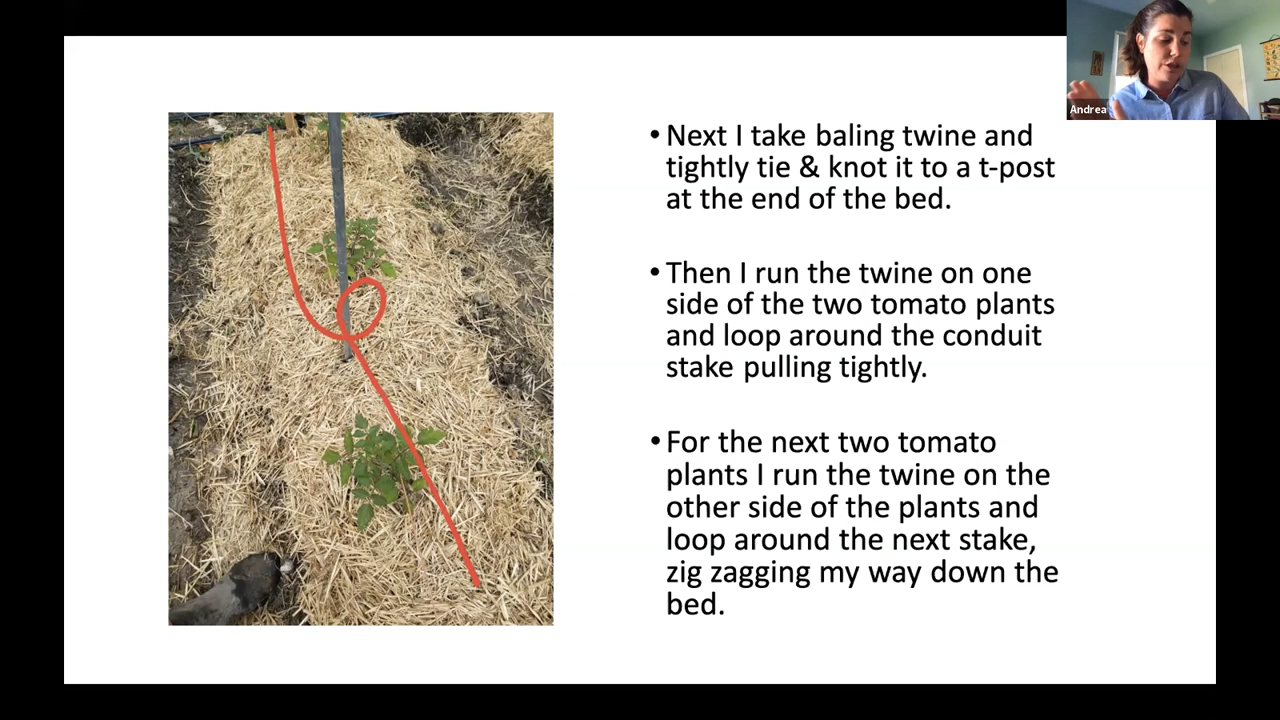 Andrea
• Next I take baling twine and
tightly tie & knot it to a t-post
at the end of the bed.
• Then I run the twine on one
side of the two tomato plants
and loop around the conduit
stake pulling tightly.
• For the next two tomato
plants I run the twine on the
other side of the plants and
loop around the next stake,
zig zagging my way down the
bed.